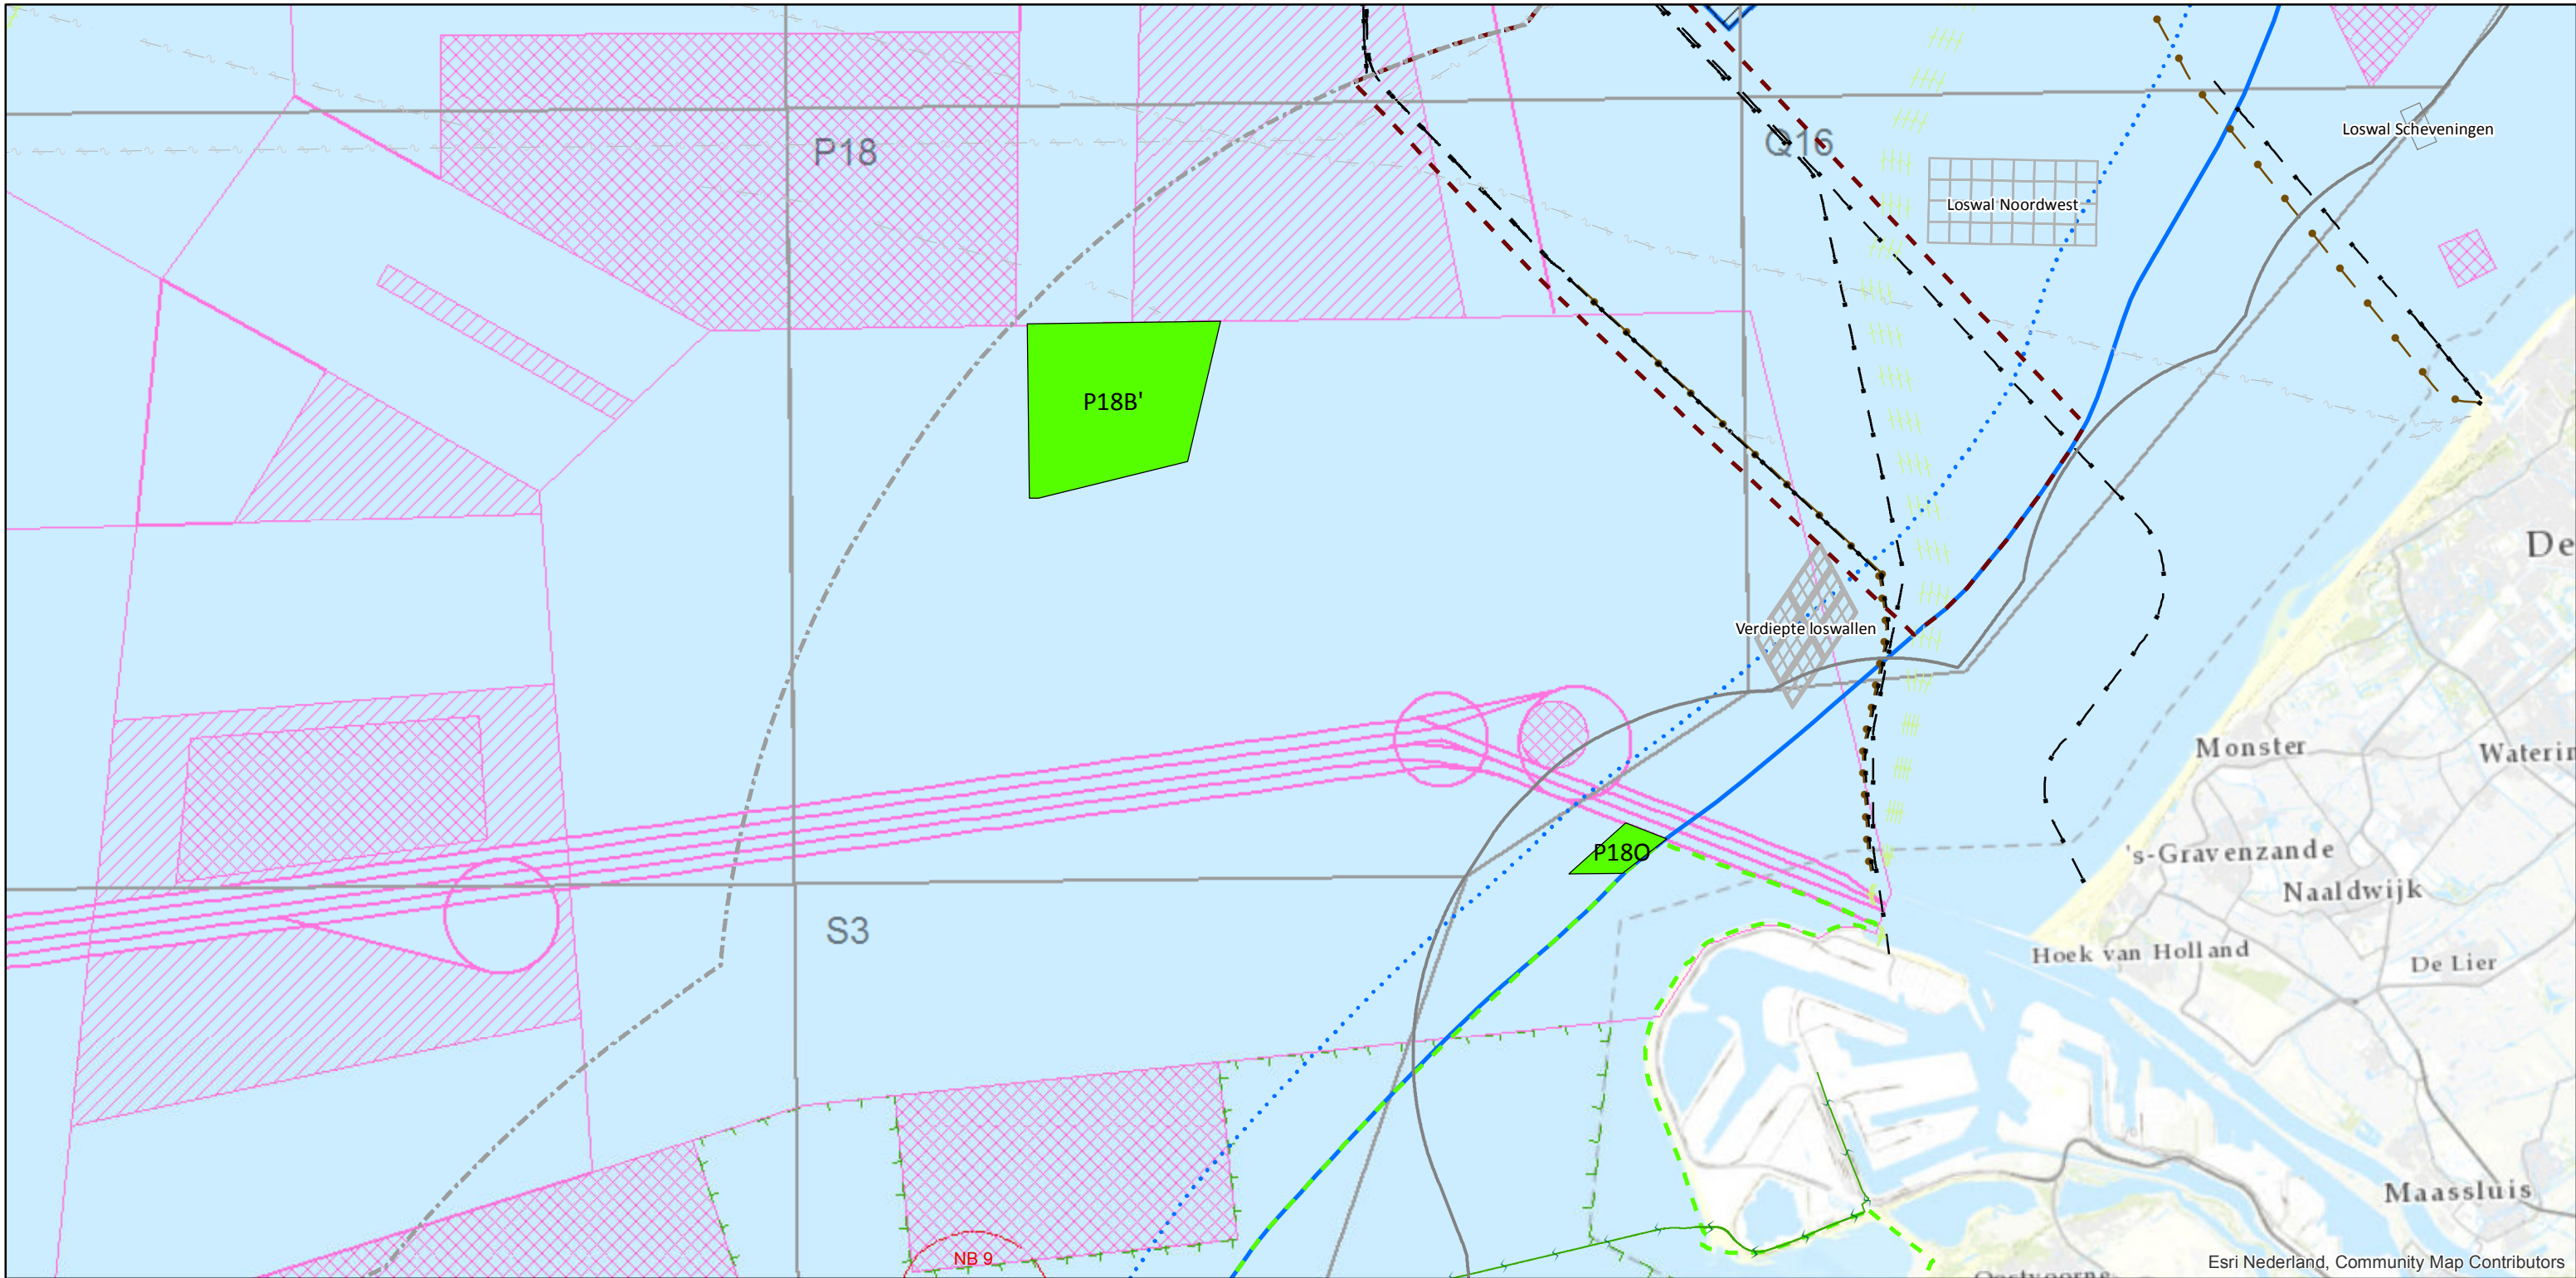 P18
Q16
Loswal Scheveningen
Loswal Noordwest
P18B'
De
Verdiepte loswallen
Monster
Waterin
P18O
's-Gravenzande
Naaldwijk
S3
Hoek van Holland
De Lier
Maassluis
NB 9
Esri Nederland, Community Map Contributors